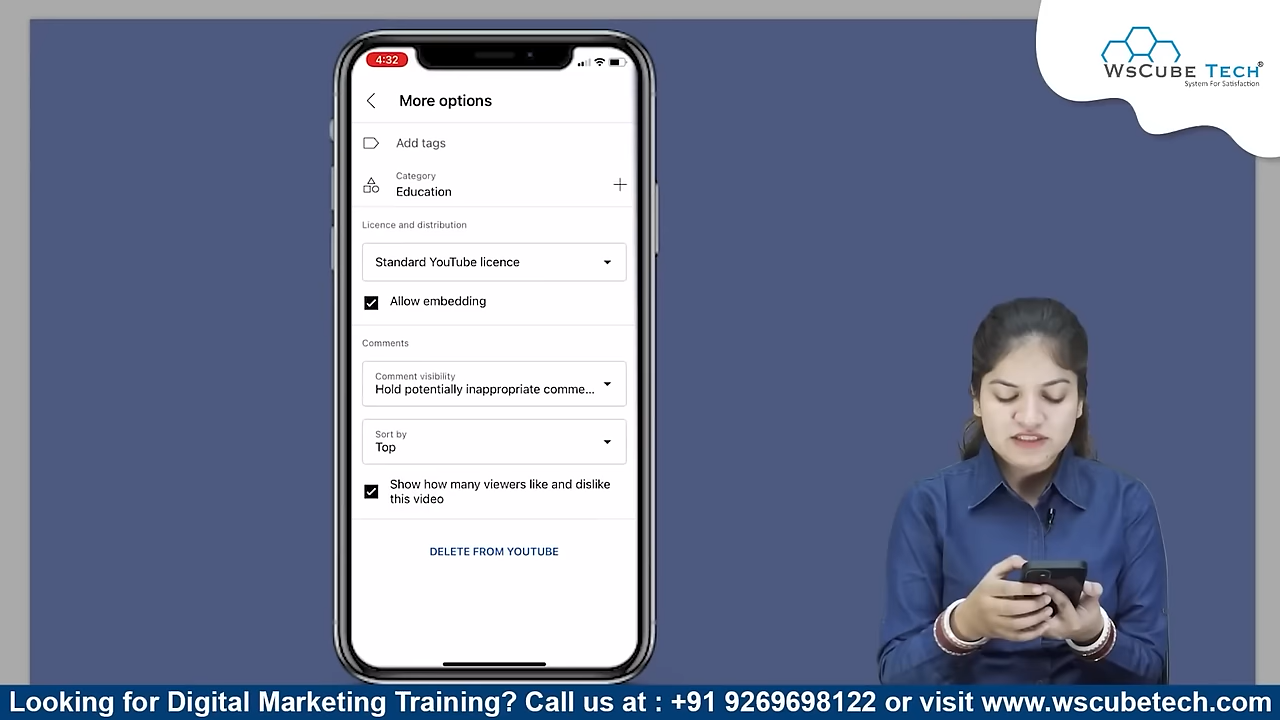 4:32
More options
Add tags
Category
Education
Licence and distribution
Standard YouTube licence
Allow embedding
Comments
Comment visibility
Hold potentially inappropriate comme...
Sort by
Top
Show how many viewers like and dislike
this video
DELETE FROM YOUTUBE
WsCube Tech®
System For Satisfaction
Looking for Digital Marketing Training? Call us at : +91 9269698122 or visit www.wscubetech.com